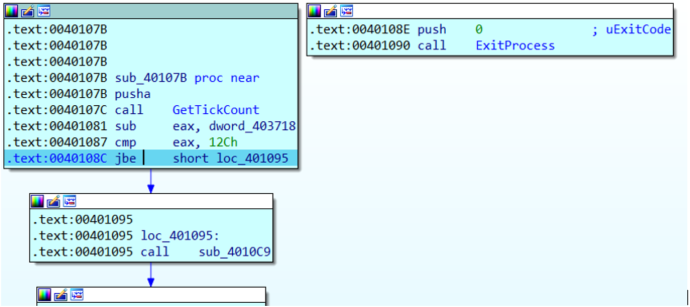 .text:0040107B
.text:0040107B
.text:0040107B
.text:0040107B sub_40107B proc near
.text:0040107B pusha
.text:0040107C call GetTickCount
.text:00401081 sub eax, dword_403718
.text:00401087 cmp eax, 12Ch
.text:0040108C jbe short loc_401095
.text:0040108E push 0 ; uExitCode
.text:00401090 call ExitProcess
.text:00401095
.text:00401095 loc_401095:
.text:00401095 call sub_4010C9